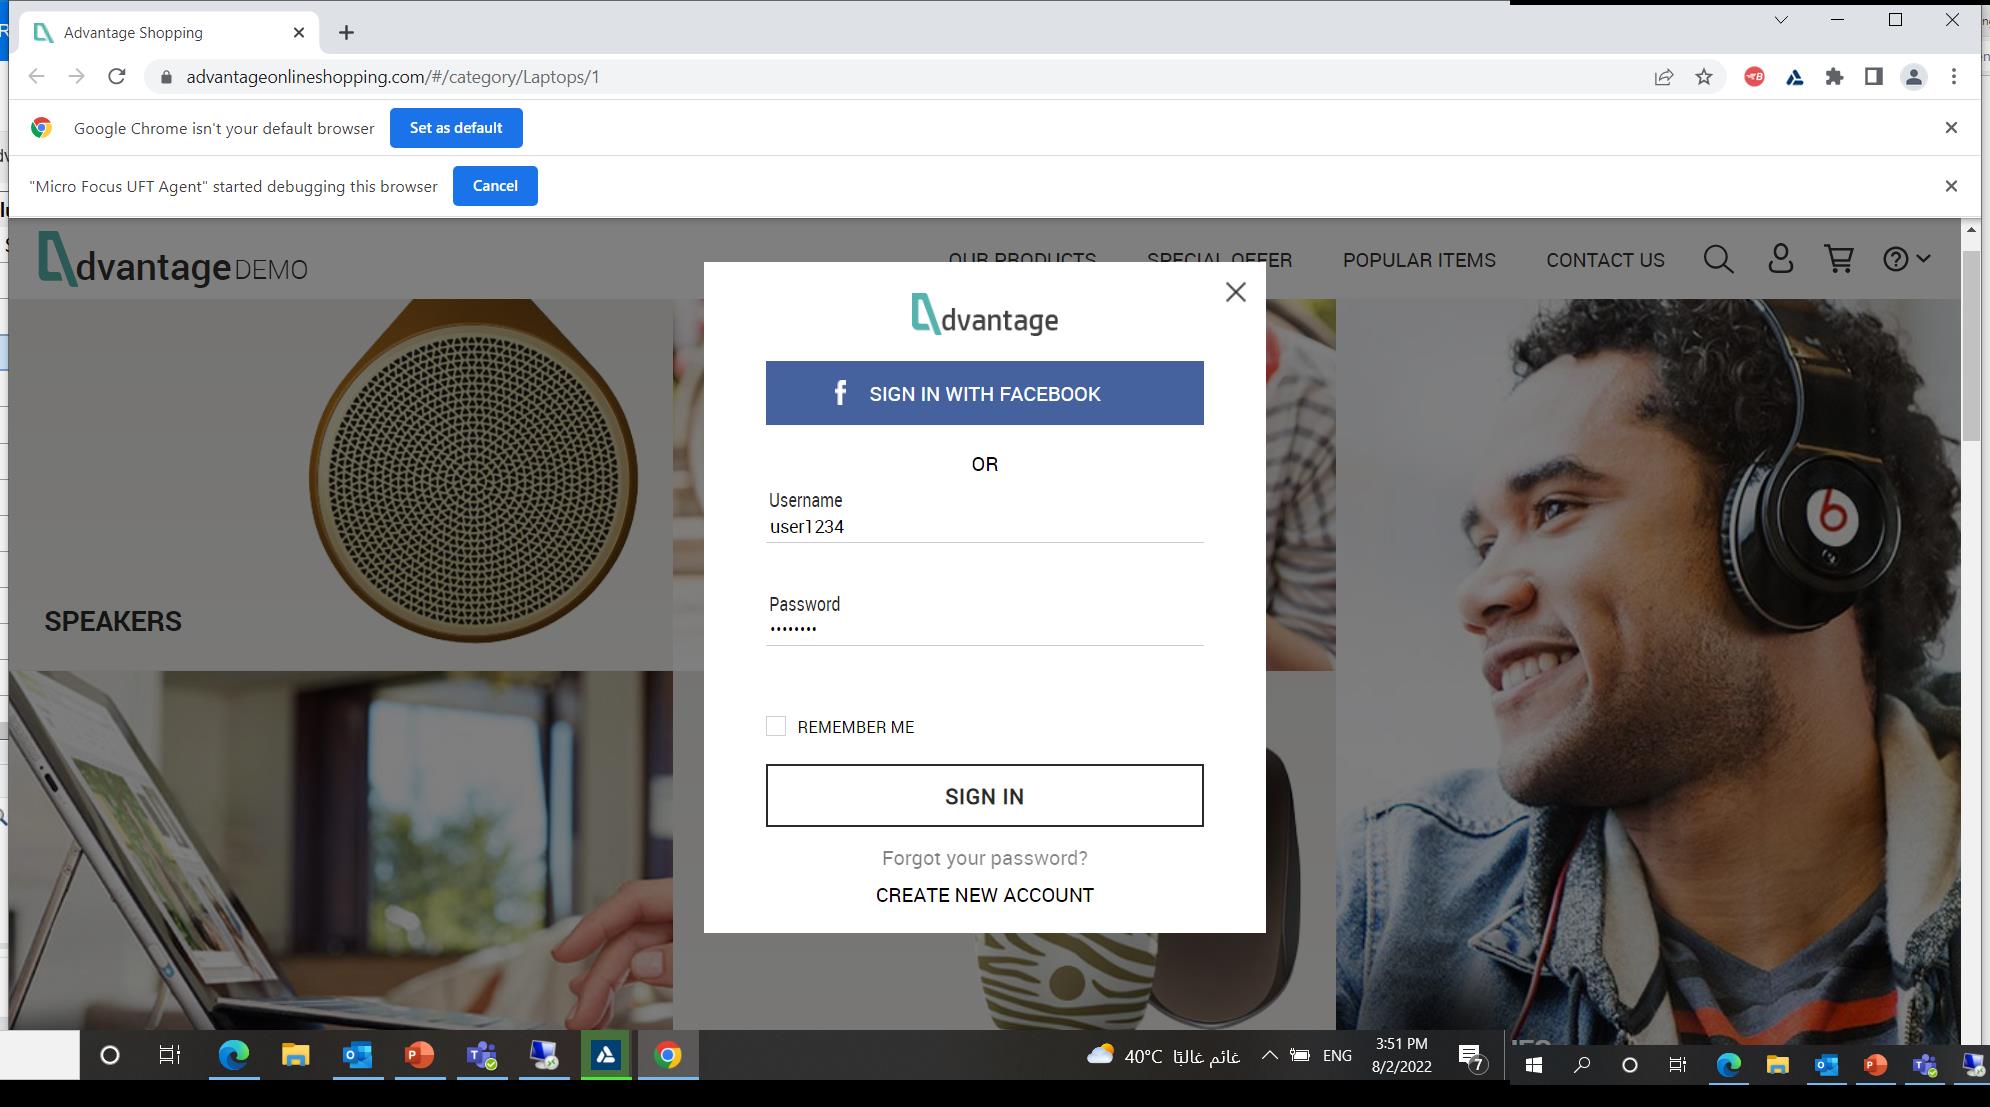 Advantage Shopping
advantageonlineshopping.com/#/category/Laptops/1
Google Chrome isn't your default browser
Set as default
"Micro Focus UFT Agent" started debugging this browser
Cancel
dvantage DEMO
OUR PRODUCTS
SPECIAL OFFER
POPULAR ITEMS
CONTACT US
dvantage
SIGN IN WITH FACEBOOK
OR
Username
user1234
Password
••••••••
REMEMBER ME
SIGN IN
Forgot your password?
CREATE NEW ACCOUNT
SPEAKERS
40°C غائم غالبًا
ENG
3:51 PM
8/2/2022
7